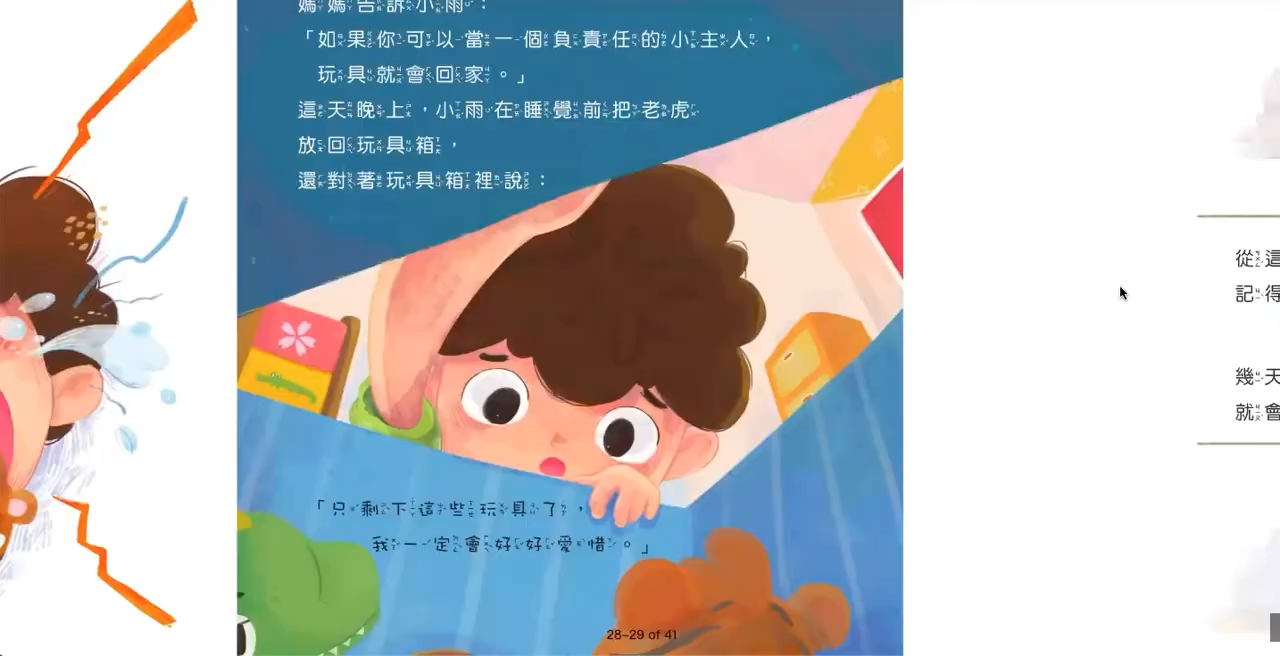 媽媽告訴小雨：
「如果你可以當一個負責任的小主人，
玩具就會回家。」
這天晚上，小雨在睡覺前把老虎
放回玩具箱，
還對著玩具箱裡說：
「只剩下這些玩具了，
我一定會好好愛惜。」
28–29 of 41
從這
記得
幾天
就會